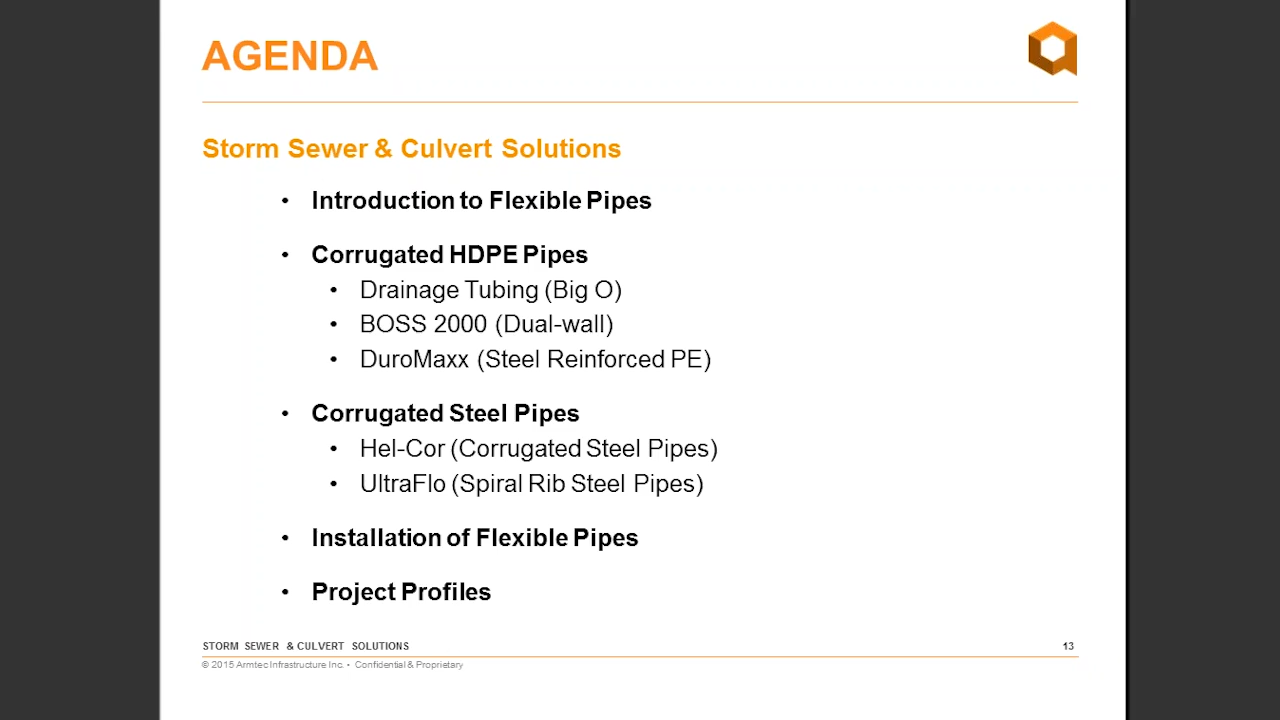 AGENDA
Storm Sewer & Culvert Solutions
• Introduction to Flexible Pipes
• Corrugated HDPE Pipes
• Drainage Tubing (Big O)
• BOSS 2000 (Dual-wall)
• DuroMaxx (Steel Reinforced PE)
• Corrugated Steel Pipes
• Hel-Cor (Corrugated Steel Pipes)
• UltraFlo (Spiral Rib Steel Pipes)
• Installation of Flexible Pipes
• Project Profiles
STORM SEWER & CULVERT SOLUTIONS 13
© 2015 Armtec Infrastructure Inc. • Confidential & Proprietary